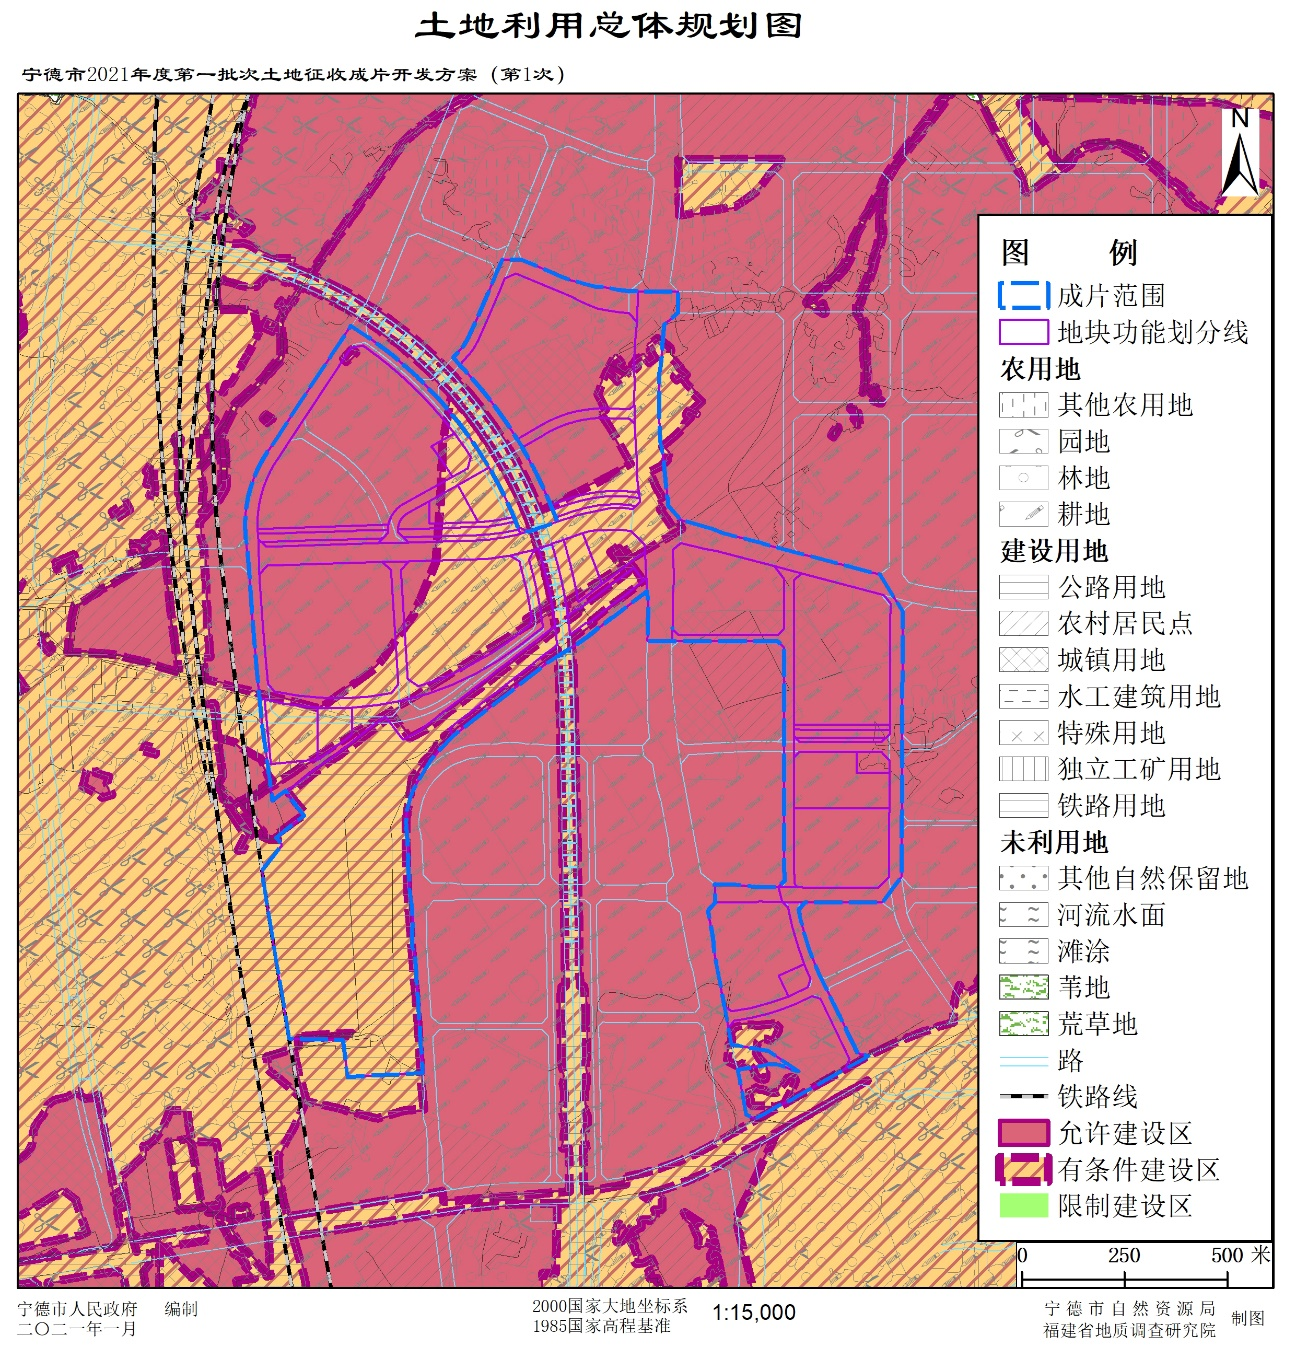 土地利用总体规划图
宁德市2021年度第一批次土地征收成片开发方案（第1次）
N
图 例
成片范围
地块功能划分线
农用地
其他农用地
园地
林地
耕地
建设用地
公路用地
农村居民点
城镇用地
水工建筑用地
特殊用地
独立工矿用地
铁路用地
未利用地
其他自然保留地
河流水面
滩涂
苇地
荒草地
路
铁路线
允许建设区
有条件建设区
限制建设区
0 250 500 米
宁德市人民政府 编制
二〇二一年一月
2000国家大地坐标系
1985国家高程基准
1:15,000
宁德市自然资源局
福建省地质调查研究院
制图